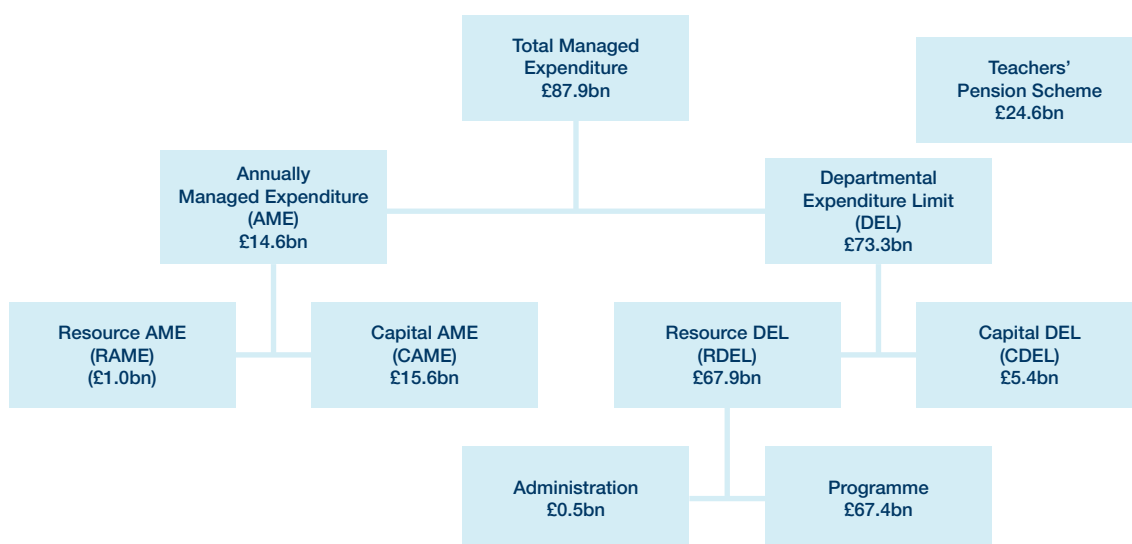 Total Managed
Expenditure
£87.9bn
Teachers’
Pension Scheme
£24.6bn
Annually
Managed Expenditure
(AME)
£14.6bn
Departmental
Expenditure Limit
(DEL)
£73.3bn
Resource AME
(RAME)
(£1.0bn)
Capital AME
(CAME)
£15.6bn
Resource DEL
(RDEL)
£67.9bn
Capital DEL
(CDEL)
£5.4bn
Administration
£0.5bn
Programme
£67.4bn